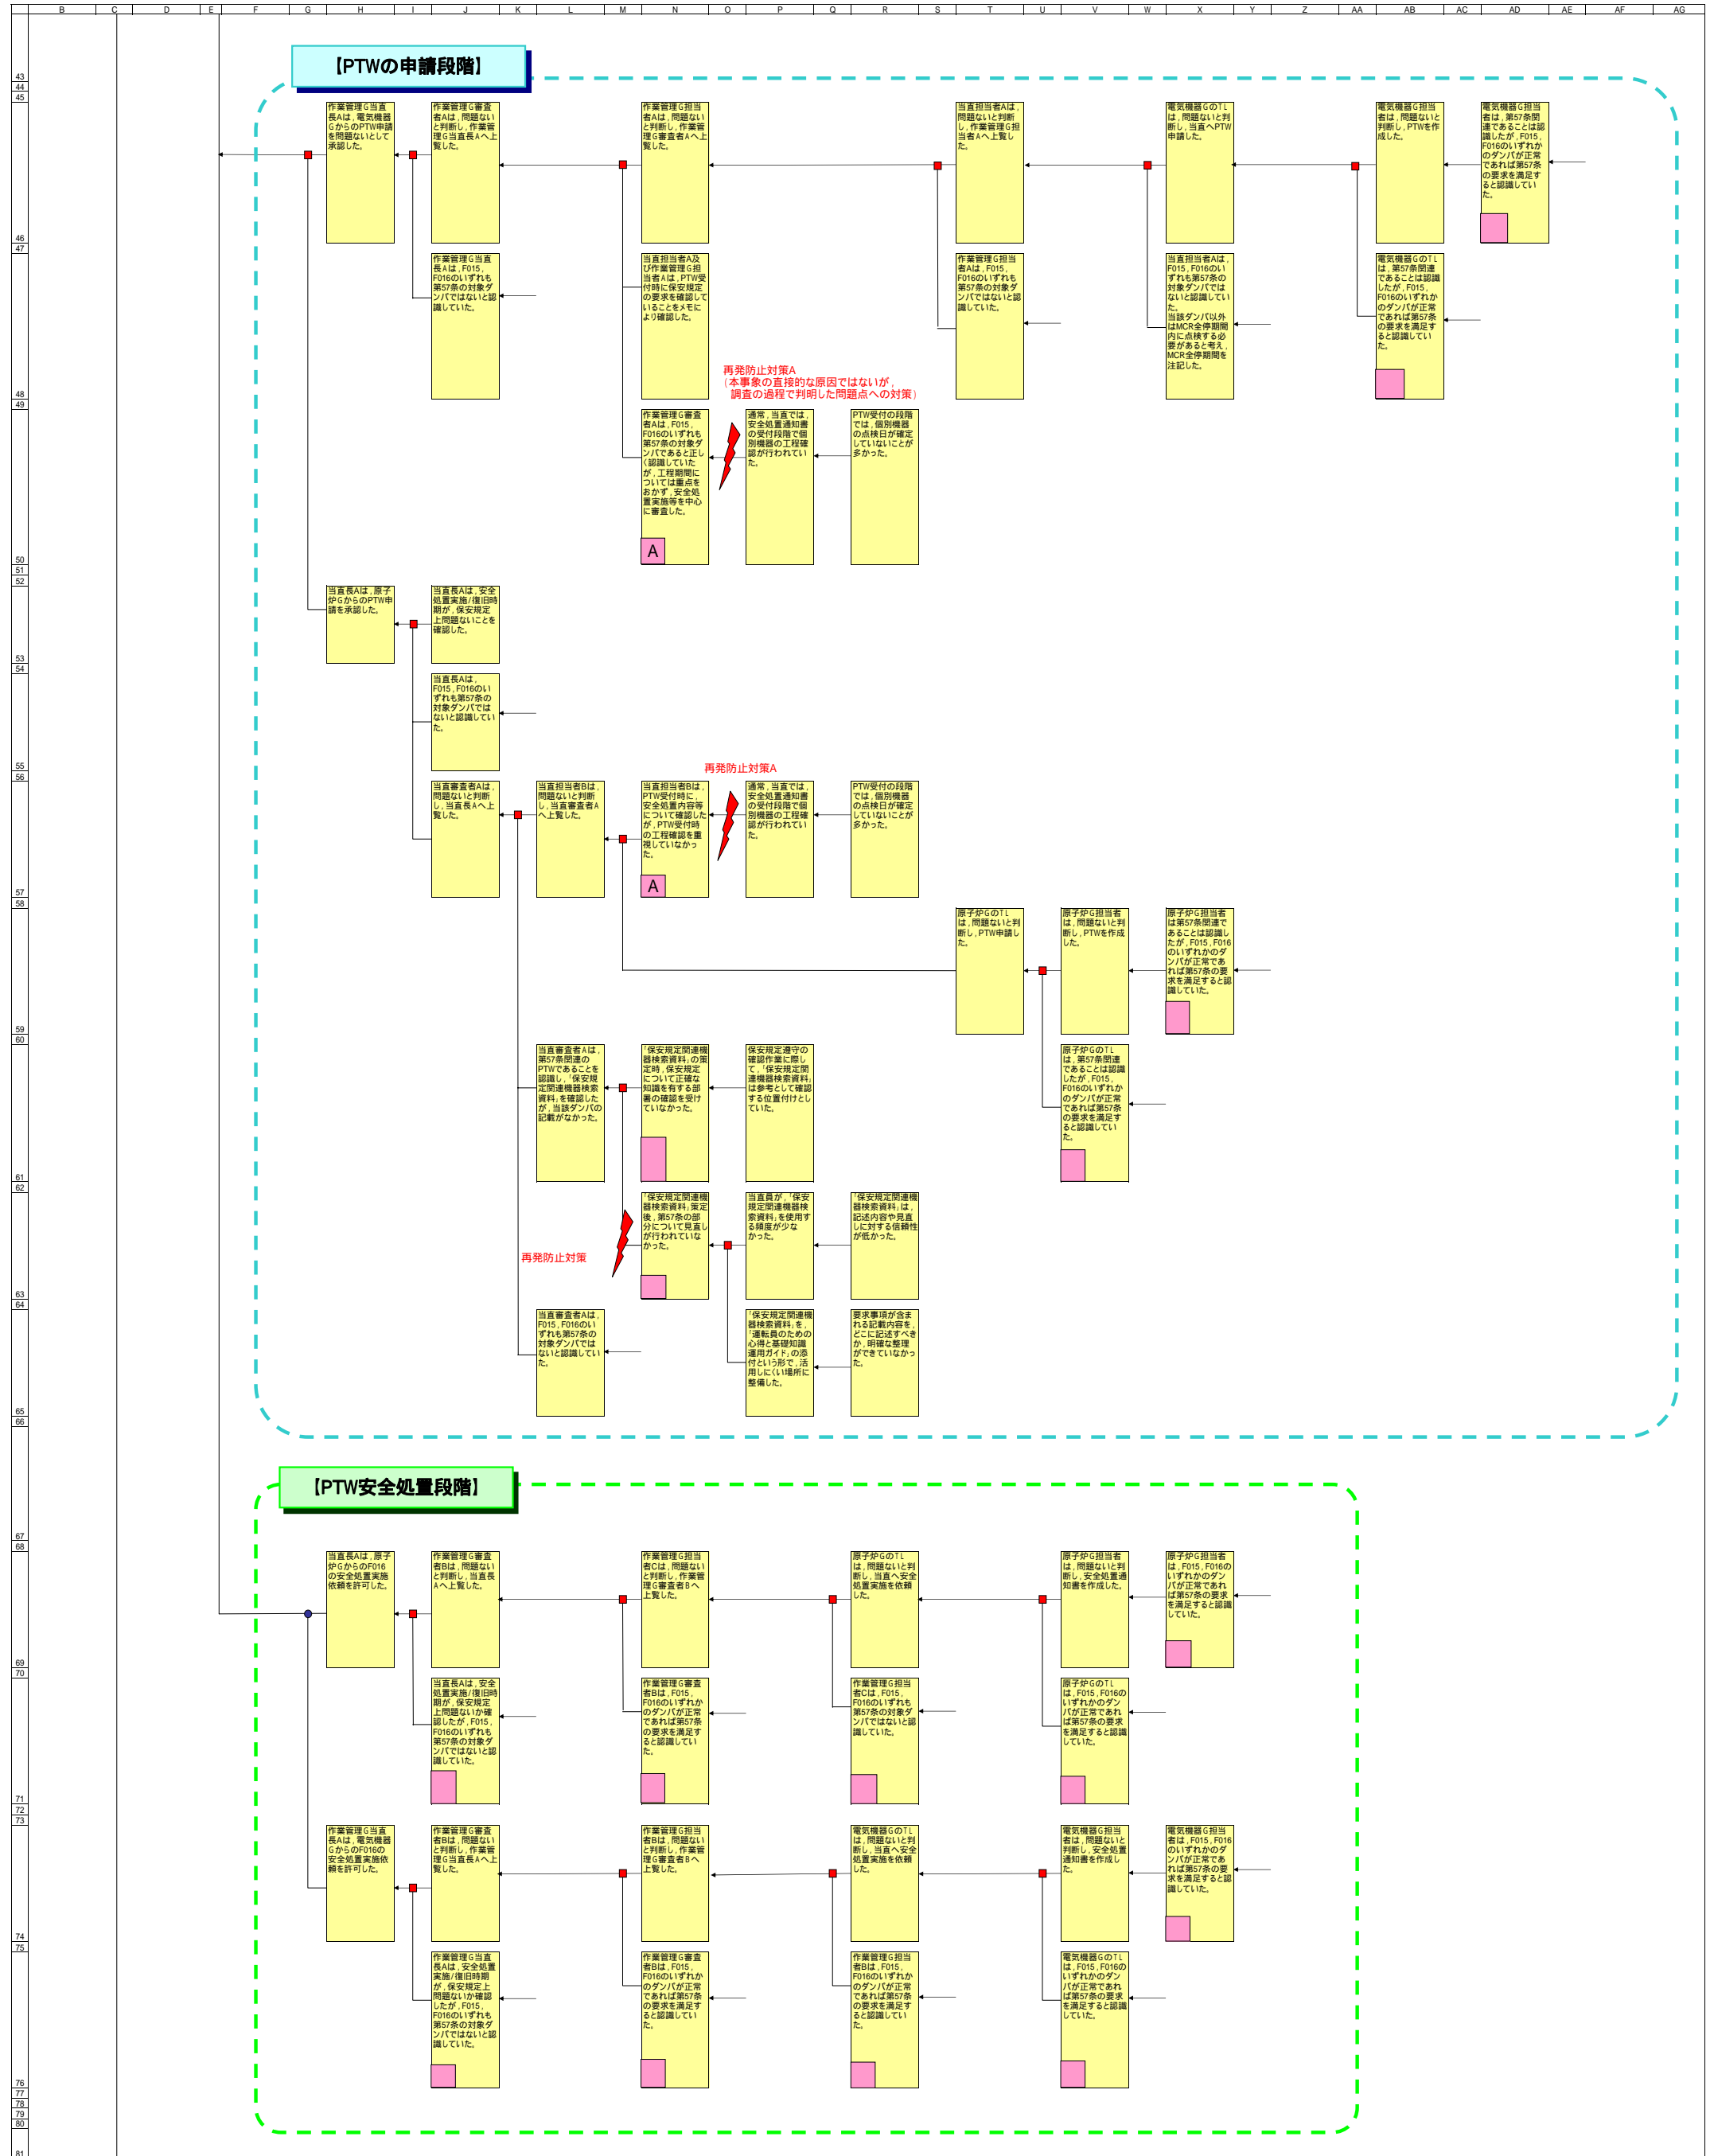 B C D E F G H I J K L M N O P Q R S T U V W X Y Z AA AB AC AD AE AF AG
【PTWの申請段階】
43
44
45
作業管理G当直
長Aは，電気機器
GからのPTW申請
を問題ないとして
承認した。
作業管理G審査
者Aは，問題ない
と判断し，作業管
理G当直長Aへ上
覧した。
作業管理G担当
者Aは，問題ない
と判断し，作業管
理G審査者Aへ上
覧した。
当直担当者Aは，
問題ないと判断
し，作業管理G担
当者Aへ上覧し
た。
電気機器GのTL
は，問題ないと判
断し，当直へPTW
申請した。
電気機器G担当
者は，問題ないと
判断し，PTWを作
成した。
電気機器G担当
者は，第57条関
連であることは認
識したが，F015，
F016のいずれか
のダンパが正常
であれば第57条
の要求を満足す
ると認識してい
た。
46
47
作業管理G当直
長Aは，F015，
F016のいずれも
第57条の対象ダ
ンパではないと認
識していた。
当直担当者A及
び作業管理G担
当者Aは，PTW受
付時に保安規定
の要求を確認して
いることをメモに
より確認した。
作業管理G担当
者Aは，F015，
F016のいずれも
第57条の対象ダ
ンパではないと認
識していた。
当直担当者Aは，
F015，F016のい
ずれも第57条の
対象ダンパでは
ないと認識してい
た。
当該ダンパ以外
はMCR全停期間
内に点検する必
要があると考え，
MCR全停期間を
注記した。
電気機器GのTL
は，第57条関連
であることは認識
したが，F015，
F016のいずれか
のダンパが正常
であれば第57条
の要求を満足す
ると認識してい
た。
再発防止対策A
（本事象の直接的な原因ではないが，
調査の過程で判明した問題点への対策）
48
49
作業管理G審査
者Aは，F015，
F016のいずれも
第57条の対象ダ
ンパであると正し
く認識していた
が，工程期間に
ついては重点を
おかず，安全処
置実施等を中心
に審査した。
A
通常，当直では，
安全処置通知書
の受付段階で個
別機器の工程確
認が行われてい
た。
PTW受付の段階
では，個別機器
の点検日が確定
していないことが
多かった。
50
51
52
当直長Aは，原子
炉GからのPTW申
請を承認した。
当直長Aは，安全
処置実施/復旧時
期が，保安規定
上問題ないことを
確認した。
53
54
当直長Aは，
F015，F016のい
ずれも第57条の
対象ダンパでは
ないと認識してい
た。
再発防止対策A
55
56
当直審査者Aは，
問題ないと判断
し，当直長Aへ上
覧した。
当直担当者Bは，
問題ないと判断
し，当直審査者A
へ上覧した。
当直担当者Bは，
PTW受付時に，
安全処置内容等
について確認した
が，PTW受付時
の工程確認を重
視していなかっ
た。
A
通常，当直では，
安全処置通知書
の受付段階で個
別機器の工程確
認が行われてい
た。
PTW受付の段階
では，個別機器
の点検日が確定
していないことが
多かった。
57
58
原子炉GのTL
は，問題ないと判
断し，PTW申請し
た。
原子炉G担当者
は，問題ないと判
断し，PTWを作成
した。
原子炉G担当者
は第57条関連で
あることは認識し
たが，F015，F016
のいずれかのダ
ンパが正常であ
れば第57条の要
求を満足すると認
識していた。
59
60
当直審査者Aは，
第57条関連の
PTWであることを
認識し，「保安規
定関連機器検索
資料」を確認した
が，当該ダンパの
記載がなかった。
「保安規定関連機
器検索資料」の策
定時，保安規定
について正確な
知識を有する部
署の確認を受け
ていなかった。
保安規定遵守の
確認作業に際し
て，「保安規定関
連機器検索資料」
は参考として確認
する位置付けとし
ていた。
原子炉GのTL
は，第57条関連
であることは認識
したが，F015，
F016のいずれか
のダンパが正常
であれば第57条
の要求を満足す
ると認識してい
た。
61
62
「保安規定関連機
器検索資料」策定
後，第57条の部
分について見直し
が行われていな
かった。
当直員が，「保安
規定関連機器検
索資料」を使用す
る頻度が少な
かった。
「保安規定関連機
器検索資料」は，
記述内容や見直
しに対する信頼性
が低かった。
再発防止対策
63
64
当直審査者Aは，
F015，F016のい
ずれも第57条の
対象ダンパでは
ないと認識してい
た。
「保安規定関連機
器検索資料」を，
「運転員のための
心得と基礎知識
運用ガイド」の添
付という形で，活
用しにくい場所に
整備した。
要求事項が含ま
れる記載内容を，
どこに記述すべき
か，明確な整理
ができていなかっ
た。
65
66
【PTW安全処置段階】
67
68
当直長Aは，原子
炉GからのF016
の安全処置実施
依頼を許可した。
作業管理G審査
者Bは，問題ない
と判断し，当直長
Aへ上覧した。
作業管理G担当
者Cは，問題ない
と判断し，作業管
理G審査者Bへ
上覧した。
原子炉GのTL
は，問題ないと判
断し，当直へ安全
処置実施を依頼
した。
原子炉G担当者
は，問題ないと判
断し，安全処置通
知書を作成した。
原子炉G担当者
は，F015，F016の
いずれかのダン
パが正常であれ
ば第57条の要求
を満足すると認識
していた。
69
70
当直長Aは，安全
処置実施/復旧時
期が，保安規定
上問題ないか確
認したが，F015，
F016のいずれも
第57条の対象ダ
ンパではないと認
識していた。
作業管理G審査
者Bは，F015，
F016のいずれか
のダンパが正常
であれば第57条
の要求を満足す
ると認識してい
た。
作業管理G担当
者Cは，F015，
F016のいずれも
第57条の対象ダ
ンパではないと認
識していた。
原子炉GのTL
は，F015，F016の
いずれかのダン
パが正常であれ
ば第57条の要求
を満足すると認識
していた。
71
72
73
作業管理G当直
長Aは，電気機器
GからのF016の
安全処置実施依
頼を許可した。
作業管理G審査
者Bは，問題ない
と判断し，作業管
理G当直長Aへ上
覧した。
作業管理G担当
者Bは，問題ない
と判断し，作業管
理G審査者Bへ
上覧した。
電気機器GのTL
は，問題ないと判
断し，当直へ安全
処置実施を依頼
した。
電気機器G担当
者は，問題ないと
判断し，安全処置
通知書を作成し
た。
電気機器G担当
者は，F015，F016
のいずれかのダ
ンパが正常であ
れば第57条の要
求を満足すると認
識していた。
74
75
作業管理G当直
長Aは，安全処置
実施/復旧時期
が，保安規定上
問題ないか確認
したが，F015，
F016のいずれも
第57条の対象ダ
ンパではないと認
識していた。
作業管理G審査
者Bは，F015，
F016のいずれか
のダンパが正常
であれば第57条
の要求を満足す
ると認識してい
た。
作業管理G担当
者Bは，F015，
F016のいずれか
のダンパが正常
であれば第57条
の要求を満足す
ると認識してい
た。
電気機器GのTL
は，F015，F016の
いずれかのダン
パが正常であれ
ば第57条の要求
を満足すると認識
していた。
76
77
78
79
80
81